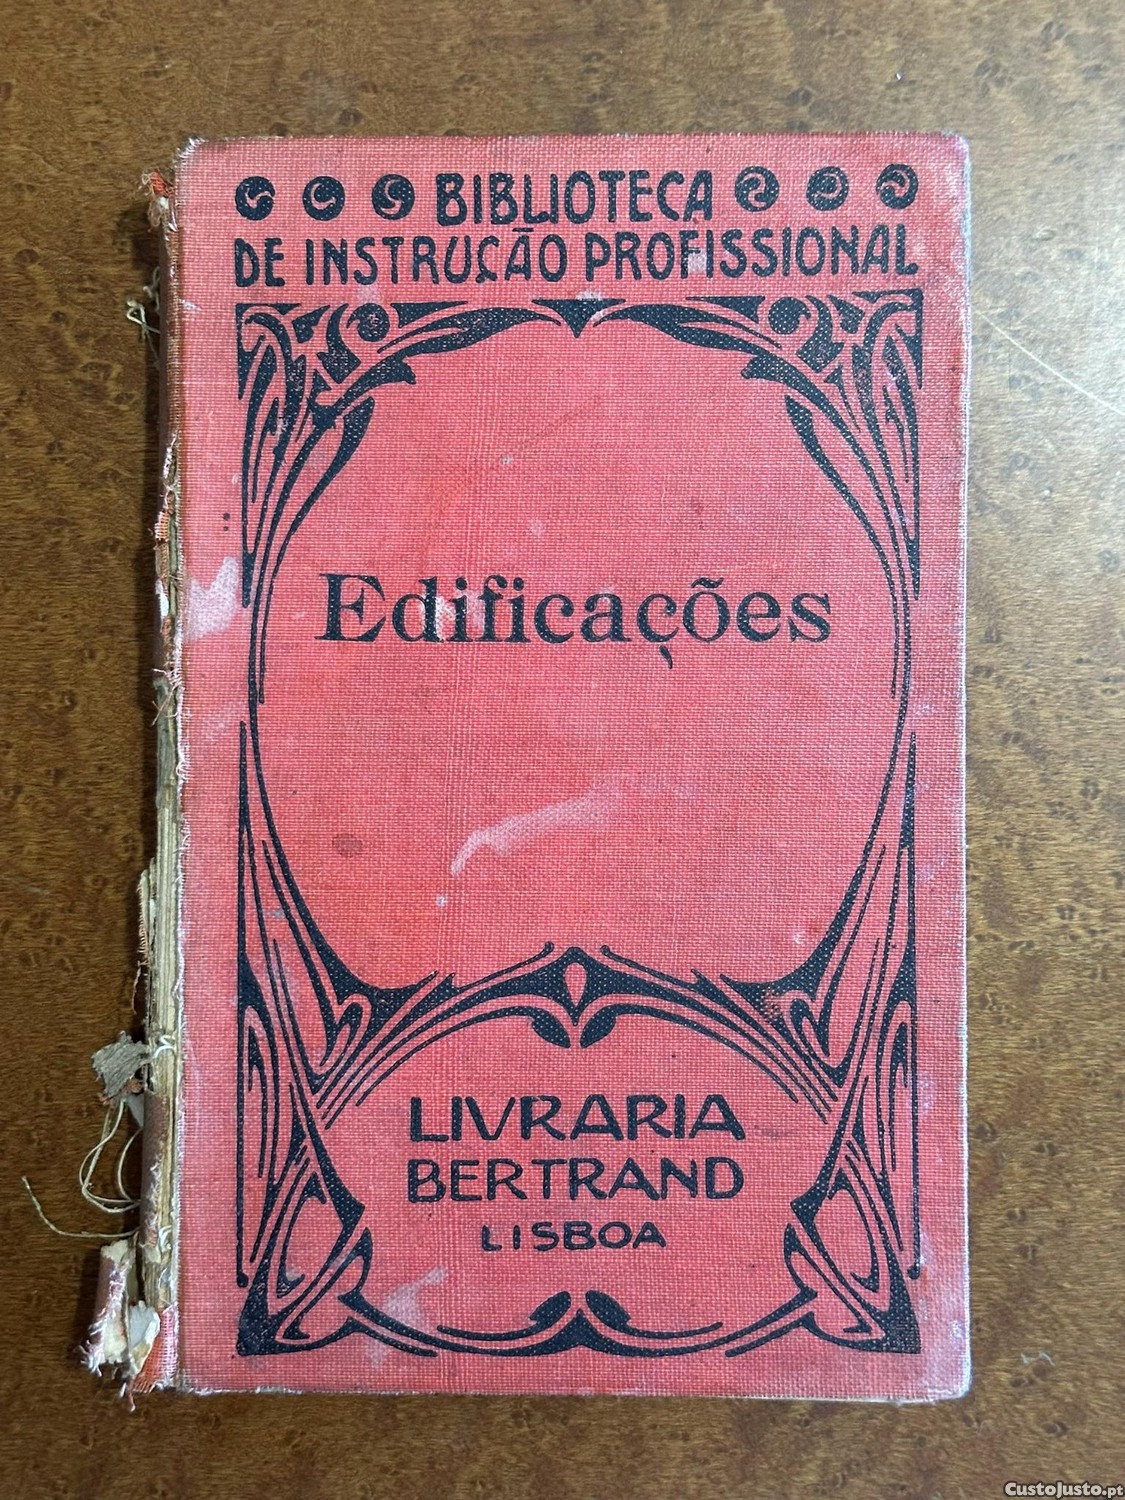 BIBLIOTECA
DE INSTRUÇÃO PROFISSIONAL
Edificações
LIVRARIA
BERTRAND
LISBOA
CustoJusto.pt